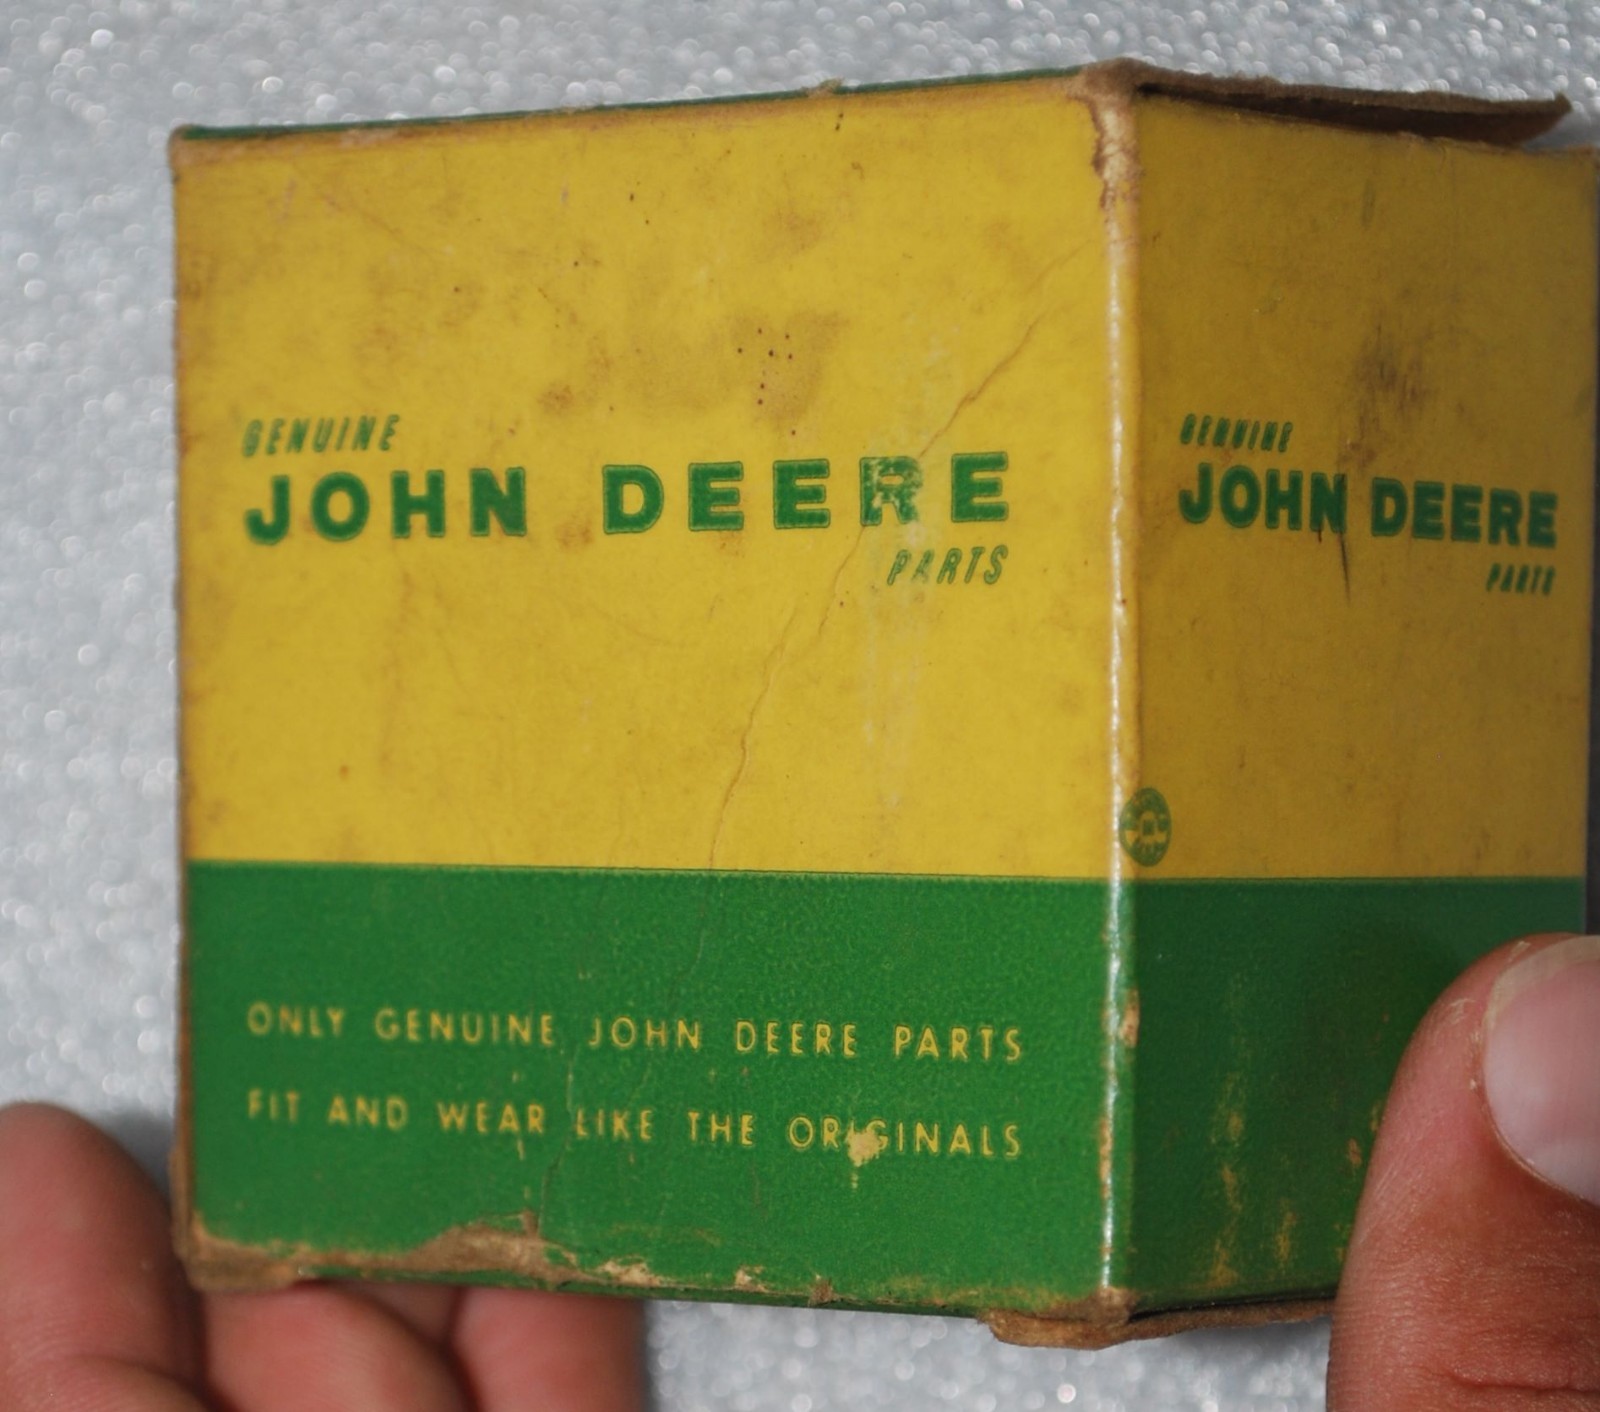 GENUINE
JOHN DEERE
PARTS
ONLY GENUINE JOHN DEERE PARTS
FIT AND WEAR LIKE THE ORIGINALS
GENUINE
JOHN DEERE
PARTS